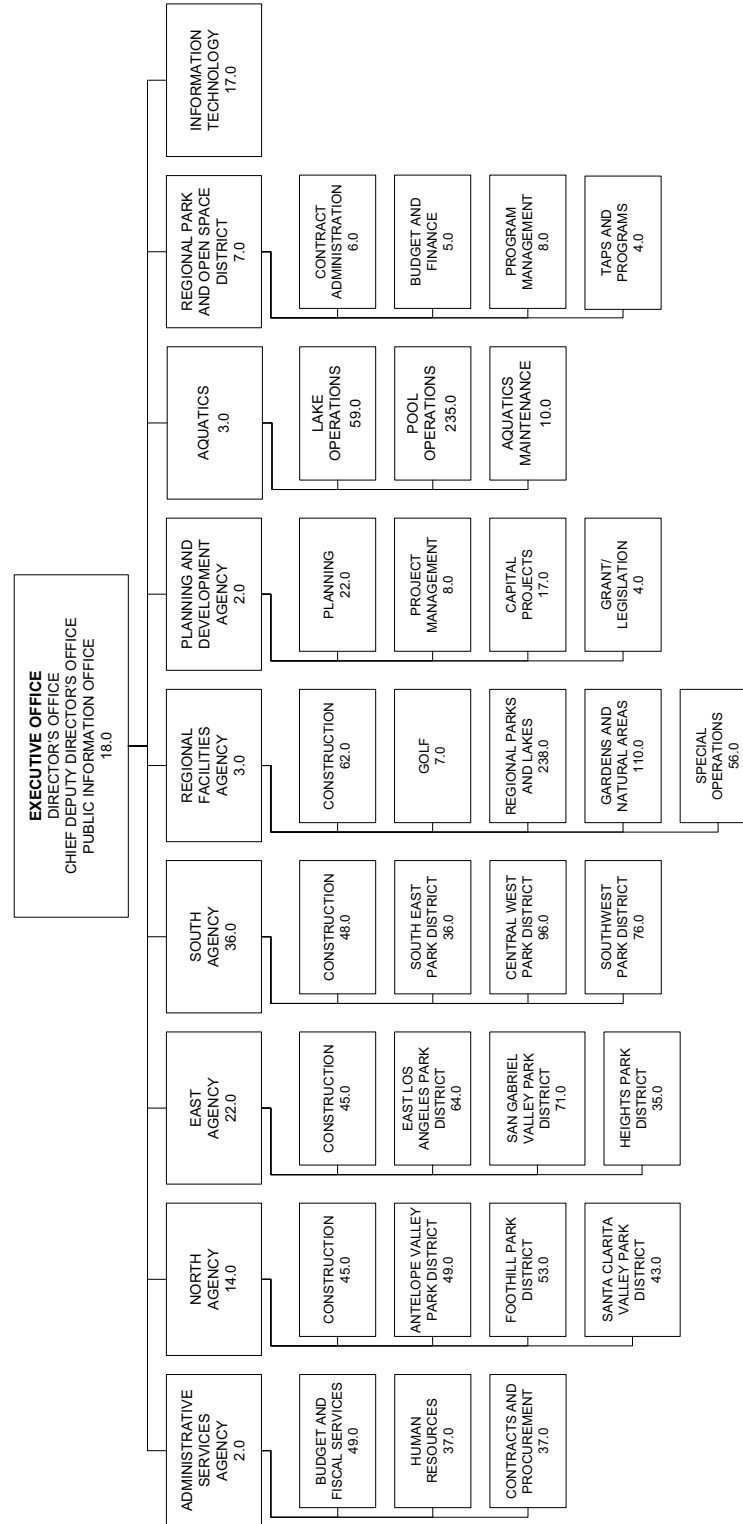 EXECUTIVE OFFICE
DIRECTOR'S OFFICE
CHIEF DEPUTY DIRECTOR'S OFFICE
PUBLIC INFORMATION OFFICE
18.0
ADMINISTRATIVE
SERVICES
AGENCY
2.0
BUDGET AND
FISCAL SERVICES
49.0
HUMAN
RESOURCES
37.0
CONTRACTS AND
PROCUREMENT
37.0
NORTH
AGENCY
14.0
CONSTRUCTION
45.0
ANTELOPE VALLEY
PARK DISTRICT
49.0
FOOTHILL PARK
DISTRICT
53.0
SANTA CLARITA
VALLEY PARK
DISTRICT
43.0
EAST
AGENCY
22.0
CONSTRUCTION
45.0
EAST LOS
ANGELES PARK
DISTRICT
64.0
SAN GABRIEL
VALLEY PARK
DISTRICT
71.0
HEIGHTS PARK
DISTRICT
35.0
SOUTH
AGENCY
36.0
CONSTRUCTION
48.0
SOUTH EAST
PARK DISTRICT
36.0
CENTRAL WEST
PARK DISTRICT
96.0
SOUTHWEST
PARK DISTRICT
76.0
REGIONAL
FACILITIES
AGENCY
3.0
CONSTRUCTION
62.0
GOLF
7.0
REGIONAL PARKS
AND LAKES
238.0
GARDENS AND
NATURAL AREAS
110.0
SPECIAL
OPERATIONS
56.0
PLANNING AND
DEVELOPMENT
AGENCY
2.0
PLANNING
22.0
PROJECT
MANAGEMENT
8.0
CAPITAL
PROJECTS
17.0
GRANT/
LEGISLATION
4.0
AQUATICS
3.0
LAKE
OPERATIONS
59.0
POOL
OPERATIONS
235.0
AQUATICS
MAINTENANCE
10.0
REGIONAL PARK
AND OPEN SPACE
DISTRICT
7.0
CONTRACT
ADMINISTRATION
6.0
BUDGET AND
FINANCE
5.0
PROGRAM
MANAGEMENT
8.0
TAPS AND
PROGRAMS
4.0
INFORMATION
TECHNOLOGY
17.0